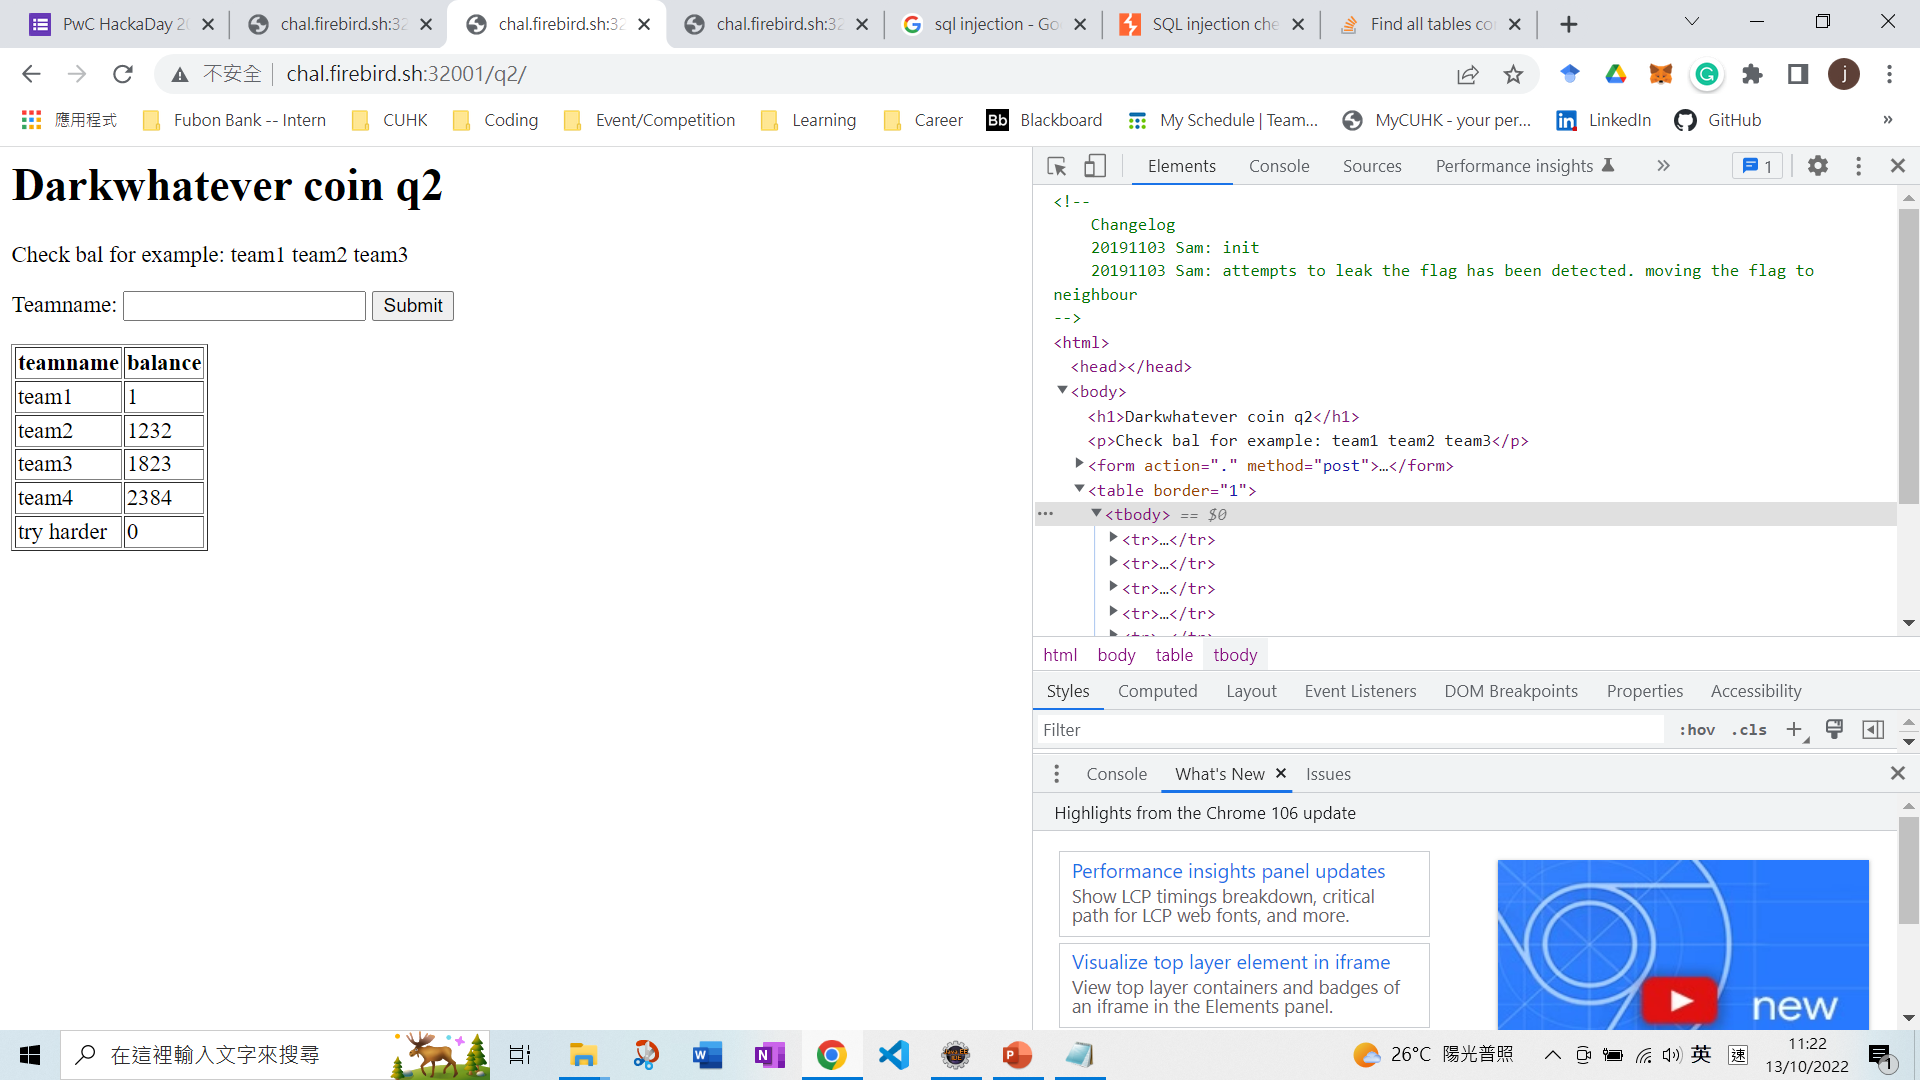 PwC HackaDay 20
chal.firebird.sh:32
chal.firebird.sh:32
chal.firebird.sh:32
sql injection - Go
SQL injection che
Find all tables co
不安全
chal.firebird.sh:32001/q2/
j
應用程式
Fubon Bank -- Intern
CUHK
Coding
Event/Competition
Learning
Career
Bb Blackboard
My Schedule | Team...
MyCUHK - your per...
LinkedIn
GitHub
»
Darkwhatever coin q2
Check bal for example: team1 team2 team3
Teamname:
Submit
teamname balance
team1 1
team2 1232
team3 1823
team4 2384
try harder 0
Elements
Console
Sources
Performance insights
»
1
<!--
Changelog
20191103 Sam: init
20191103 Sam: attempts to leak the flag has been detected. moving the flag to
neighbour
-->
<html>
<head></head>
<body>
<h1>Darkwhatever coin q2</h1>
<p>Check bal for example: team1 team2 team3</p>
<form action="." method="post">…</form>
<table border="1">
<tbody> == $0
<tr>…</tr>
<tr>…</tr>
<tr>…</tr>
<tr>…</tr>
<tr>…</tr>
html body table tbody
Styles
Computed
Layout
Event Listeners
DOM Breakpoints
Properties
Accessibility
Filter
:hov .cls
Console
What's New
Issues
Highlights from the Chrome 106 update
Performance insights panel updates
Show LCP timings breakdown, critical
path for LCP web fonts, and more.
Visualize top layer element in iframe
View top layer containers and badges of
an iframe in the Elements panel.
new
在這裡輸入文字來搜尋
26°C 陽光普照
英
速
11:22
13/10/2022
1